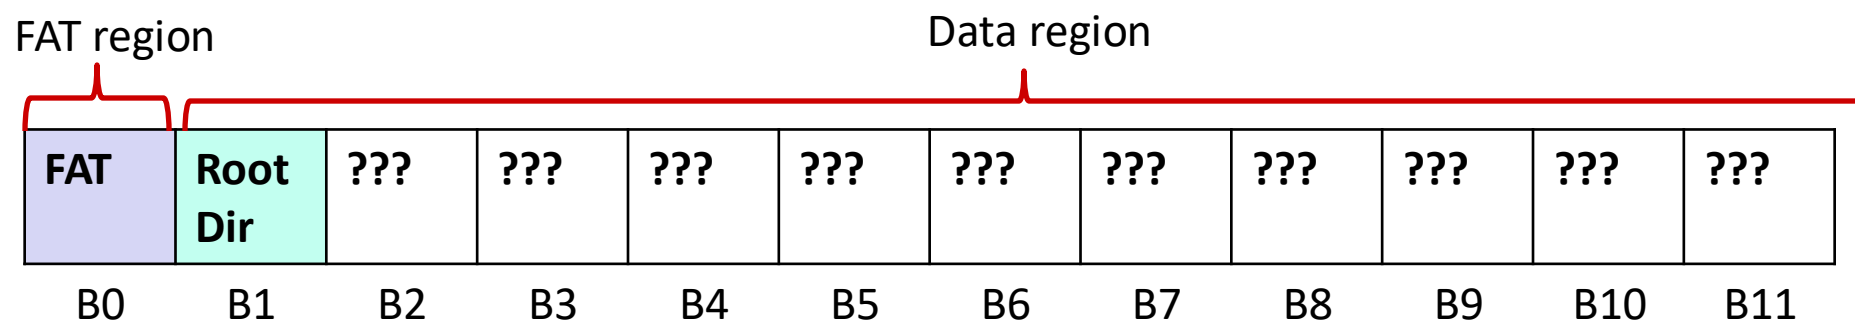 FAT region
Data region
FAT
Root
Dir
???
???
???
???
???
???
???
???
???
???
B0
B1
B2
B3
B4
B5
B6
B7
B8
B9
B10
B11